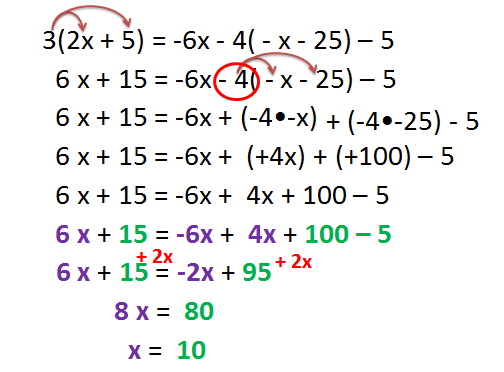 3(2x + 5) = -6x - 4( - x - 25) – 5
6 x + 15 = -6x - 4( - x - 25) – 5
6 x + 15 = -6x + (-4•-x) + (-4•-25) - 5
6 x + 15 = -6x + (+4x) + (+100) – 5
6 x + 15 = -6x + 4x + 100 - 5
6 x + 15 = -6x + 4x + 100 – 5
+ 2x + 2x
6 x + 15 = -2x + 95
8 x = 80
x = 10